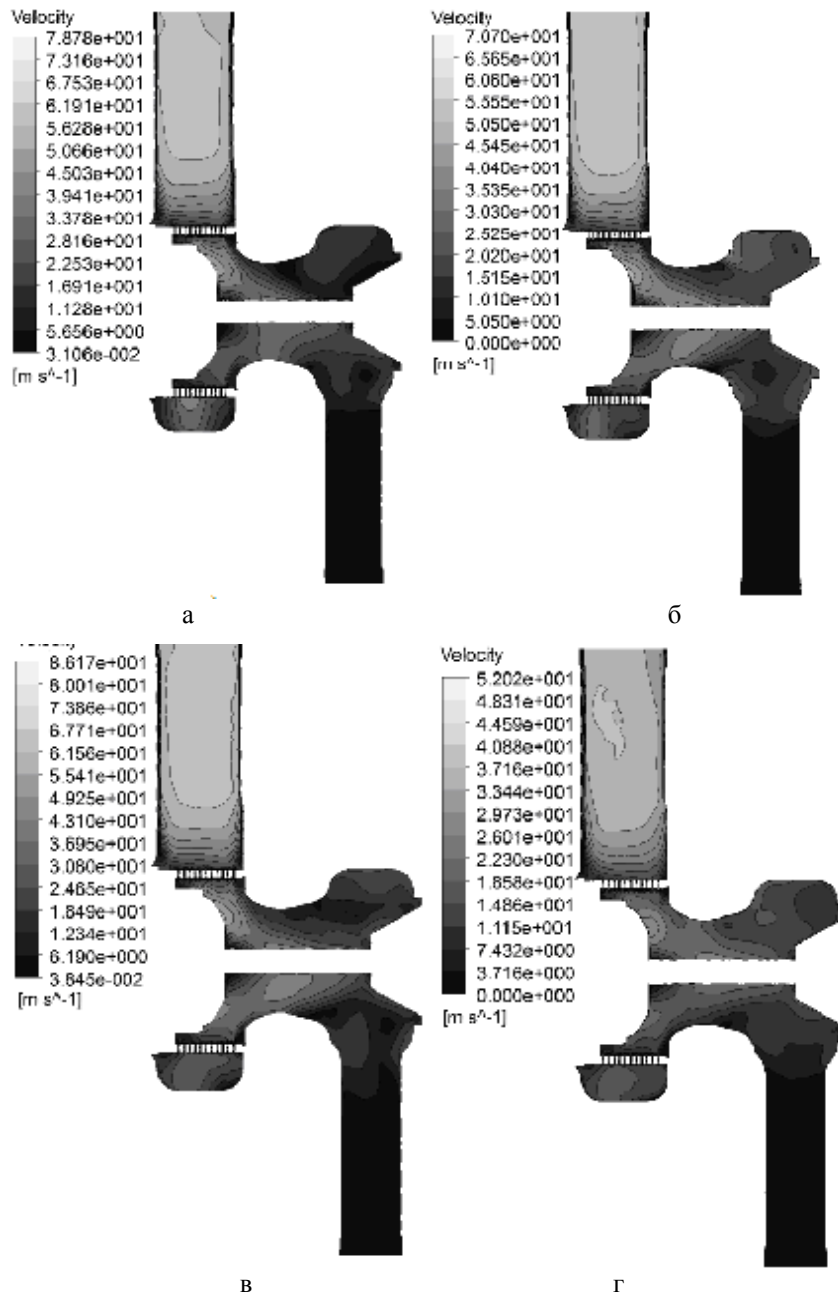 Velocity
7.878e+001
7.316e+001
6.753e+001
6.191e+001
5.628e+001
5.066e+001
4.503e+001
3.941e+001
3.378e+001
2.816e+001
2.253e+001
1.691e+001
1.128e+001
5.656e+000
3.106e-002
[m s^-1]
а
Velocity
7.070e+001
6.565e+001
6.060e+001
5.555e+001
5.050e+001
4.545e+001
4.040e+001
3.535e+001
3.030e+001
2.525e+001
2.020e+001
1.515e+001
1.010e+001
5.050e+000
0.000e+000
[m s^-1]
б
8.617e+001
8.001e+001
7.386e+001
6.771e+001
6.156e+001
5.541e+001
4.925e+001
4.310e+001
3.695e+001
3.080e+001
2.465e+001
1.849e+001
1.234e+001
6.190e+000
3.845e-002
[m s^-1]
в
Velocity
5.202e+001
4.831e+001
4.459e+001
4.088e+001
3.716e+001
3.344e+001
2.973e+001
2.601e+001
2.230e+001
1.858e+001
1.486e+001
1.115e+001
7.432e+000
3.716e+000
0.000e+000
[m s^-1]
г